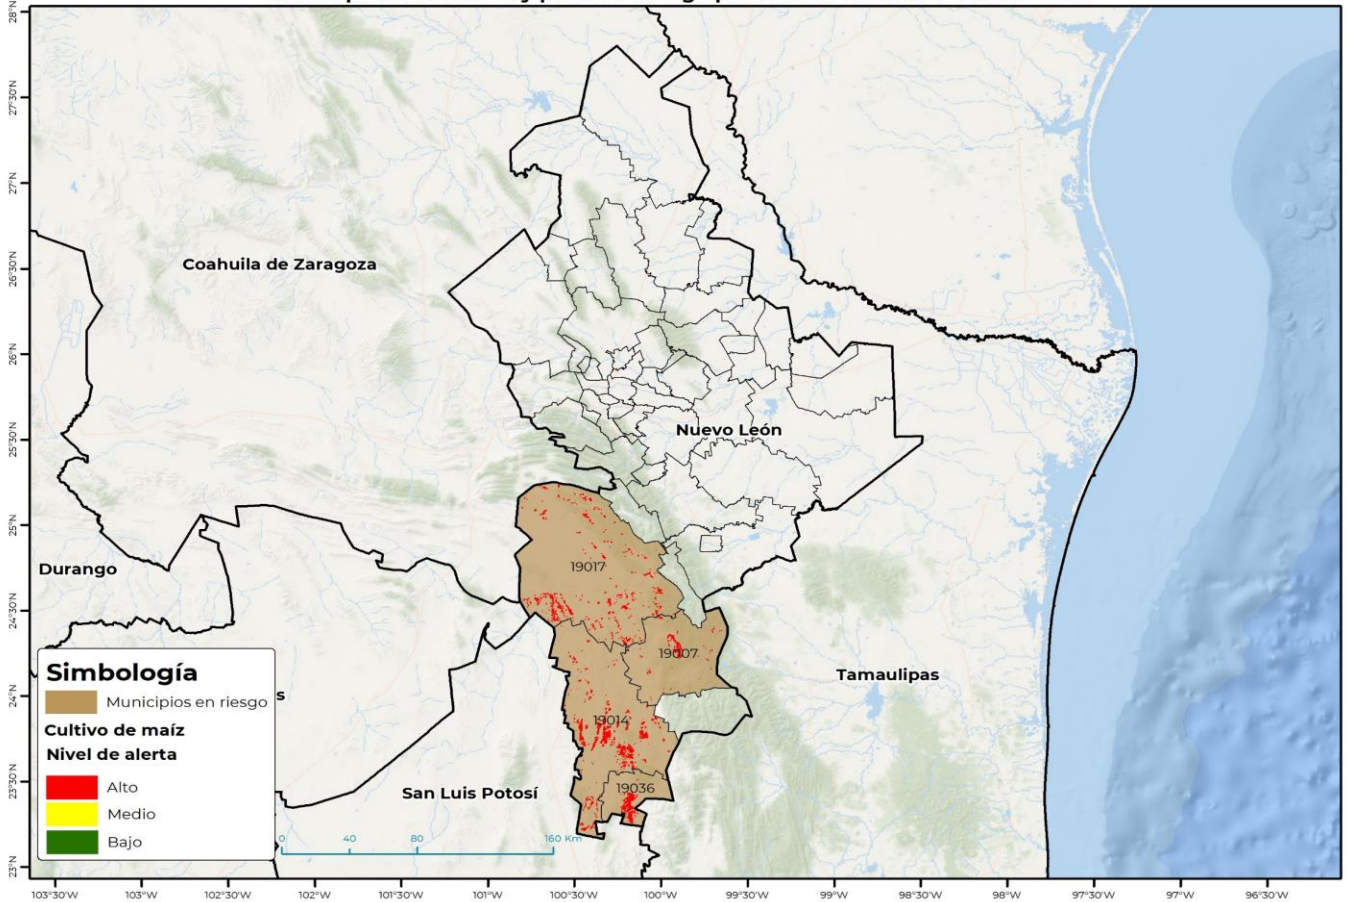 28°N
27°30'N
27°N
26°30'N
26°N
25°30'N
25°N
24°30'N
24°N
23°30'N
23°N
Coahuila de Zaragoza
Nuevo León
Durango
Tamaulipas
San Luis Potosí
s
19017
19007
19014
19036
Simbología
Municipios en riesgo
Cultivo de maíz
Nivel de alerta
Alto
Medio
Bajo
0 40 80 160 Km
103°30'W 103°W 102°30'W 102°W 101°30'W 101°W 100°30'W 100°W 99°30'W 99°W 98°30'W 98°W 97°30'W 97°W 96°30'W